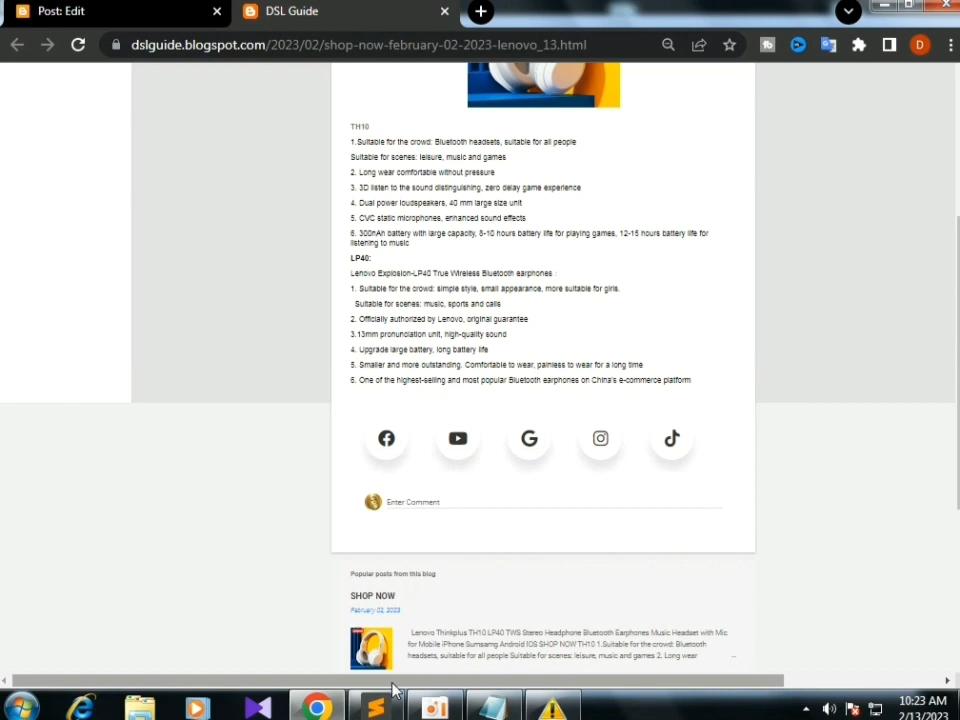 Post: Edit
DSL Guide
dslguide.blogspot.com/2023/02/shop-now-february-02-2023-lenovo_13.html
D
TH10
1.Suitable for the crowd: Bluetooth headsets, suitable for all people
Suitable for scenes: leisure, music and games
2. Long wear comfortable without pressure
3. 3D listen to the sound distinguishing, zero delay game experience
4. Dual power loudspeakers, 40 mm large size unit
5. CVC static microphones, enhanced sound effects
6. 300nAh battery with large capacity, 8-10 hours battery life for playing games, 12-15 hours battery life for
listening to music
LP40:
Lenovo Explosion-LP40 True Wireless Bluetooth earphones :
1. Suitable for the crowd: simple style, small appearance, more suitable for girls.
Suitable for scenes: music, sports and calls
2. Officially authorized by Lenovo, original guarantee
3.13mm pronunciation unit, high-quality sound
4. Upgrade large battery, long battery life
5. Smaller and more outstanding. Comfortable to wear, painless to wear for a long time
6. One of the highest-selling and most popular Bluetooth earphones on China's e-commerce platform
Enter Comment
Popular posts from this blog
SHOP NOW
February 02, 2023
Lenovo Thinkplus TH10 LP40 TWS Stereo Headphone Bluetooth Earphones Music Headset with Mic
for Mobile iPhone Sumsamg Android IOS SHOP NOW TH10 1.Suitable for the crowd: Bluetooth
headsets, suitable for all people Suitable for scenes: leisure, music and games 2. Long wear ...
10:23 AM
2/13/2023